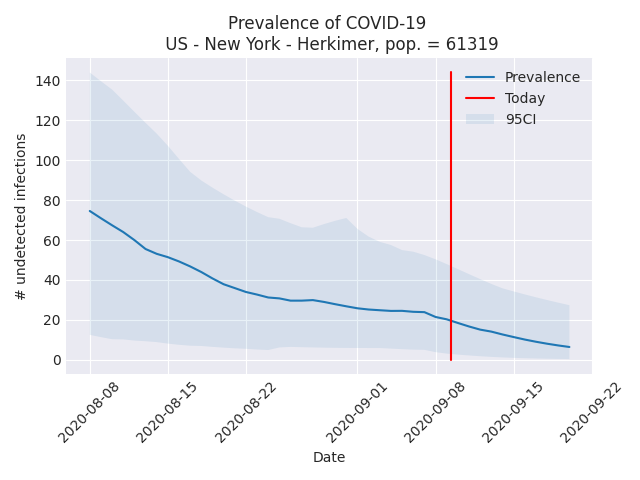 Prevalence of COVID-19
US - New York - Herkimer, pop. = 61319
Prevalence
Today
95CI
140
120
100
80
60
40
20
0
# undetected infections
2020-08-08
2020-08-15
2020-08-22
2020-09-01
2020-09-08
2020-09-15
2020-09-22
Date